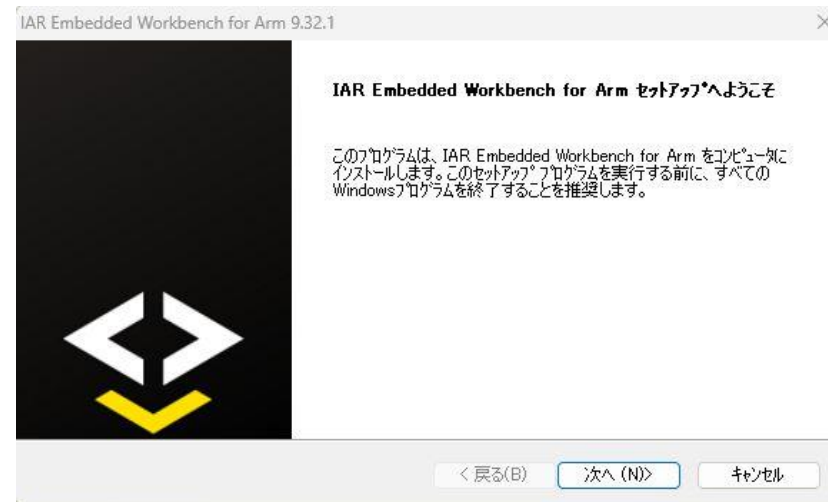 IAR Embedded Workbench for Arm 9.32.1
IAR Embedded Workbench for Arm ｾｯﾄｱｯﾌﾟへようこそ
このﾌﾟﾛｸﾞﾗﾑは、IAR Embedded Workbench for Arm をｺﾝﾋﾟｭｰﾀに
ｲﾝｽﾄｰﾙします。このｾｯﾄｱｯﾌﾟ ﾌﾟﾛｸﾞﾗﾑを実行する前に、すべての
Windowsﾌﾟﾛｸﾞﾗﾑを終了することを推奨します。
< 戻る(B)
次へ (N)>
ｷｬﾝｾﾙ